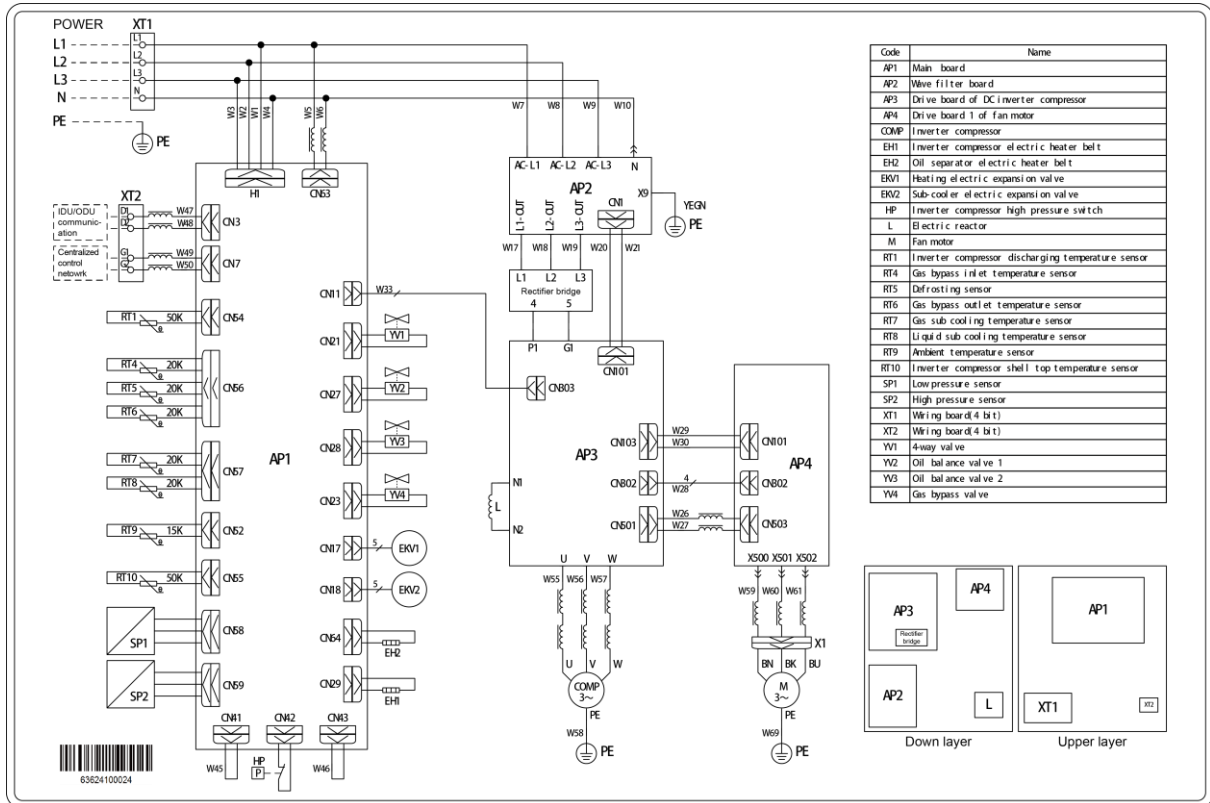 POWER XT1
L1 L1
L2 L2
L3 L3
N N
PE
PE
W3 W2 W1 W4 W5 W6
W7 W8 W9 W10
H1 CN53
XT2
IDU/ODU
communic-
ation
D1 W47
D2 W48
CN3
Centralized
control
netowrk
G1 W49
G2 W50
CN7
RT1 50K CN54
RT4 20K
RT5 20K CN56
RT6 20K
RT7 20K
RT8 20K CN57
RT9 15K CN52
RT10 50K CN55
SP1 CN58
SP2 CN59
AP1
CN11 W33
CN21 YV1
CN27 YV2
CN28 YV3
CN23 YV4
CN17 5 EKV1
CN18 5 EKV2
CN64 EH2
CN29 EH1
CN41 CN42 CN43
W45 HP P W46
63624100024
AC-L1 AC-L2 AC-L3 N
AP2 X9
YEGN
PE
L1-OUT L2-OUT L3-OUT CN1
W17 W18 W19 W20 W21
L1 L2 L3
Rectifier bridge
4 5
P1 GI CN101
CN303
AP3
N1
L
N2
CN103 W29 W30 CN101
CN302 4 W28 CN302
CN501 W26 W27 CN503
AP4
U V W
W55 W56 W57
U V W
COMP
3~
PE
W58
PE
X500 X501 X502
W59 W60 W61
X1
BN BK BU
M
3~
PE
W69
PE
Code Name
AP1 Main board
AP2 Wave filter board
AP3 Drive board of DC inverter compressor
AP4 Drive board 1 of fan motor
COMP Inverter compressor
EH1 Inverter compressor electric heater belt
EH2 Oil separator electric heater belt
EKV1 Heating electric expansion valve
EKV2 Sub-cooler electric expansion valve
HP Inverter compressor high pressure switch
L Electric reactor
M Fan motor
RT1 Inverter compressor discharging temperature sensor
RT4 Gas bypass inlet temperature sensor
RT5 Defrosting sensor
RT6 Gas bypass outlet temperature sensor
RT7 Gas sub cooling temperature sensor
RT8 Liquid sub cooling temperature sensor
RT9 Ambient temperature sensor
RT10 Inverter compressor shell top temperature sensor
SP1 Low pressure sensor
SP2 High pressure sensor
XT1 Wiring board(4 bit)
XT2 Wiring board(4 bit)
YV1 4-way valve
YV2 Oil balance valve 1
YV3 Oil balance valve 2
YV4 Gas bypass valve
AP3
Rectifier
bridge
AP4
AP2
L
Down layer
AP1
XT1
XT2
Upper layer